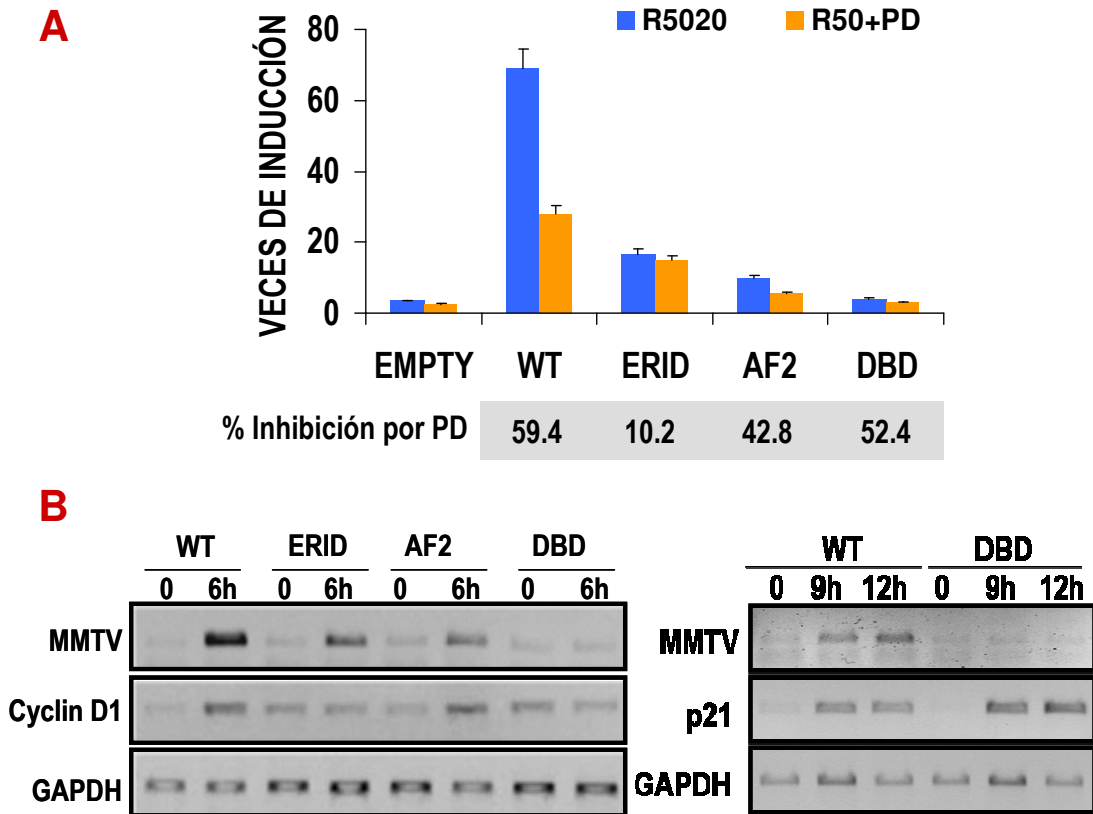 A
R5020
R50+PD
VECES DE INDUCCIÓN
80
60
40
20
0
EMPTY WT ERID AF2 DBD
% Inhibición por PD 59.4 10.2 42.8 52.4
B
WT ERID AF2 DBD
0 6h 0 6h 0 6h 0 6h
MMTV
Cyclin D1
GAPDH
WT DBD
0 9h 12h 0 9h 12h
MMTV
p21
GAPDH